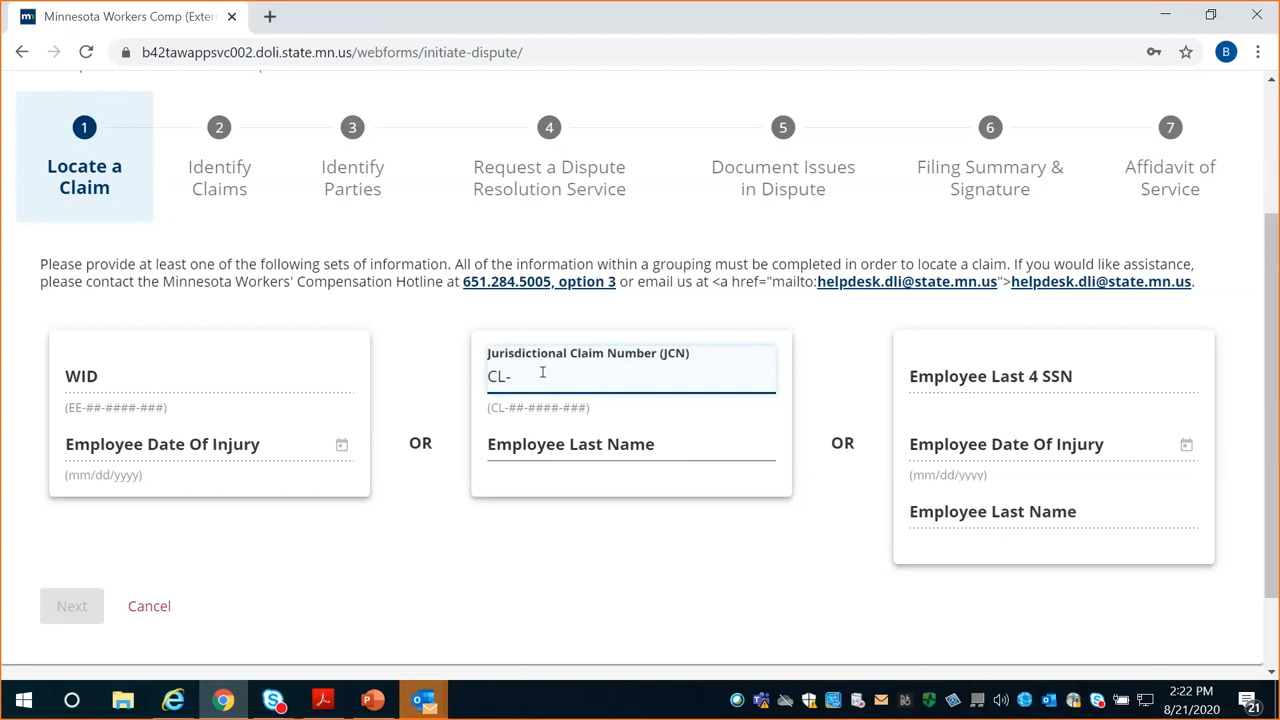 Minnesota Workers Comp (Exter
b42tawappsvc002.doli.state.mn.us/webforms/initiate-dispute/
B
1
Locate a
Claim
2
Identify
Claims
3
Identify
Parties
4
Request a Dispute
Resolution Service
5
Document Issues
in Dispute
6
Filing Summary &
Signature
7
Affidavit of
Service
Please provide at least one of the following sets of information. All of the information within a grouping must be completed in order to locate a claim. If you would like assistance,
please contact the Minnesota Workers' Compensation Hotline at 651.284.5005, option 3 or email us at <a href="mailto:helpdesk.dli@state.mn.us">helpdesk.dli@state.mn.us.
WID
(EE-##-####-###)
Employee Date Of Injury
(mm/dd/yyyy)
OR
Jurisdictional Claim Number (JCN)
CL-
(CL-##-####-###)
Employee Last Name
OR
Employee Last 4 SSN
Employee Date Of Injury
(mm/dd/yyyy)
Employee Last Name
Next
Cancel
2:22 PM
8/21/2020
21